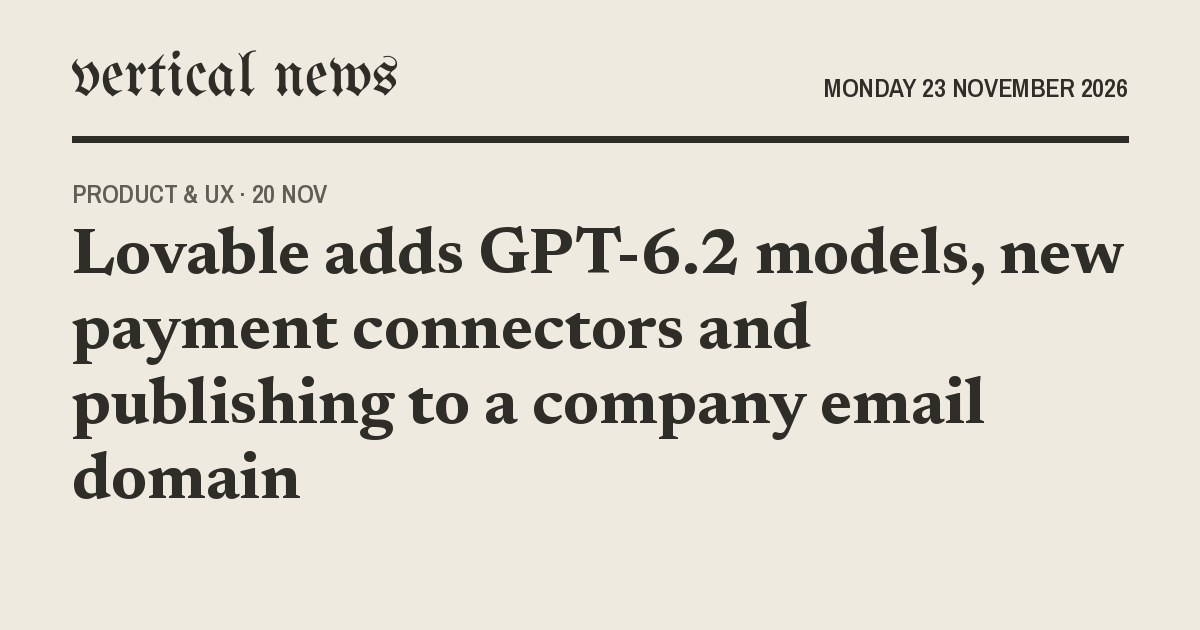 vertical news
MONDAY 23 NOVEMBER 2026
PRODUCT & UX · 20 NOV
Lovable adds GPT-6.2 models, new
payment connectors and
publishing to a company email
domain